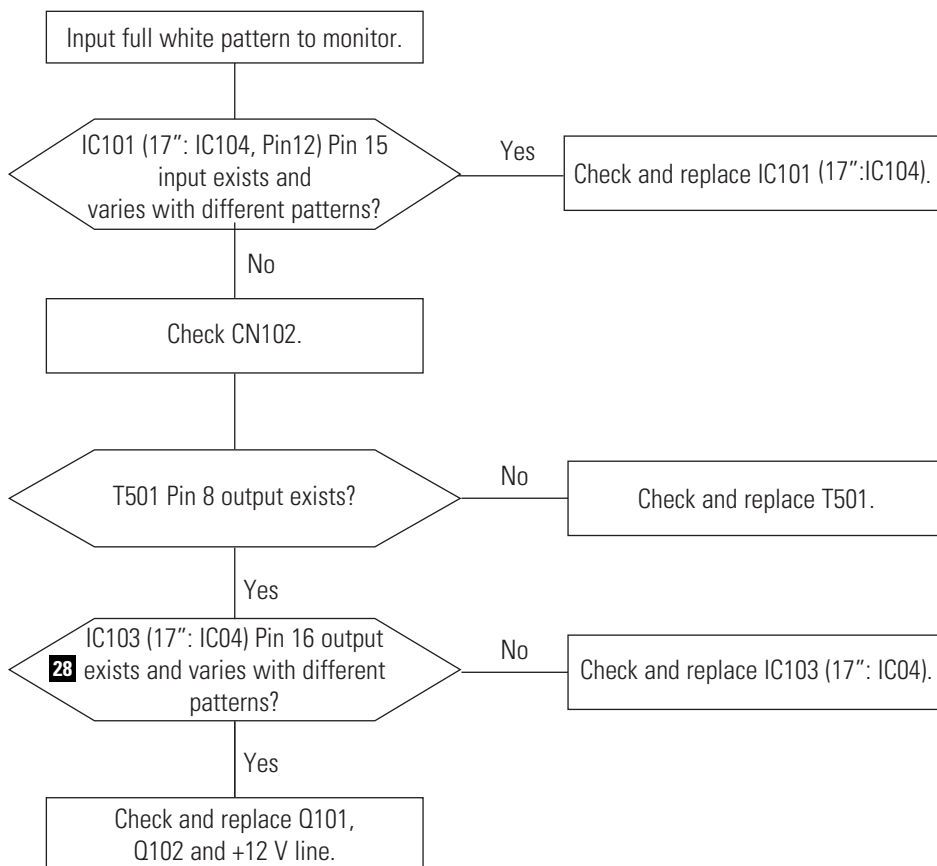 Input full white pattern to monitor.
IC101 (17”: IC104, Pin12) Pin 15
input exists and
varies with different patterns?
Yes
Check and replace IC101 (17”:IC104).
No
Check CN102.
T501 Pin 8 output exists?
No
Check and replace T501.
Yes
IC103 (17”: IC04) Pin 16 output
28 exists and varies with different
patterns?
No
Check and replace IC103 (17”: IC04).
Yes
Check and replace Q101,
Q102 and +12 V line.